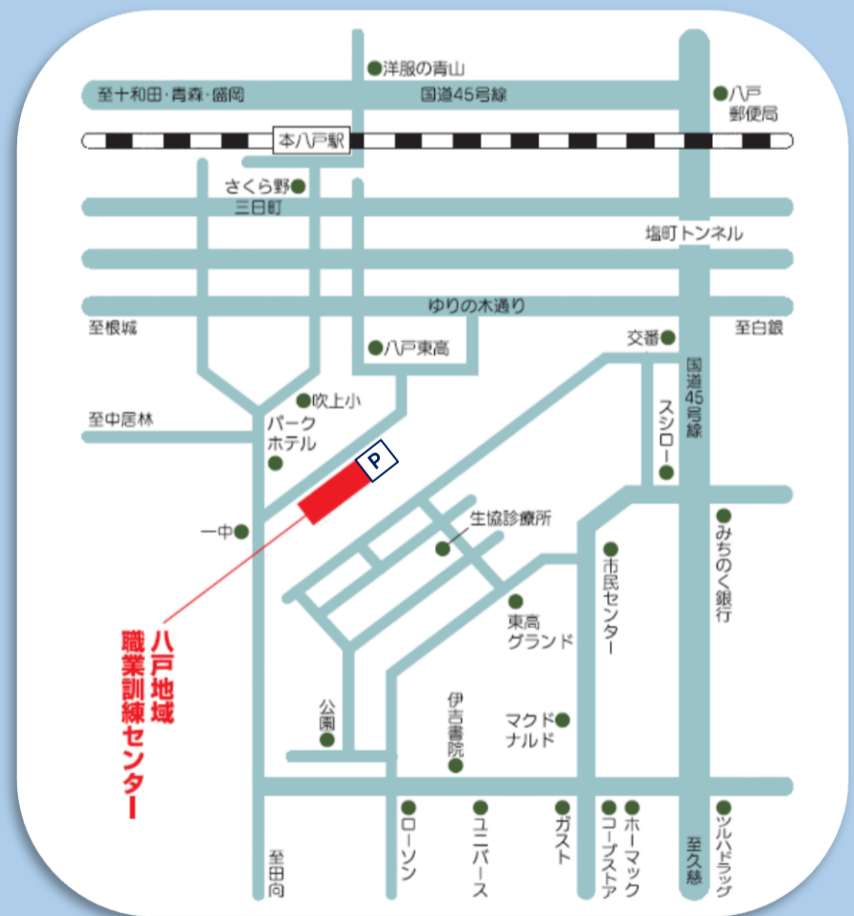 洋服の青山
至十和田・青森・盛岡
国道45号線
八戸
郵便局
本八戸駅
さくら野
三日町
塩町トンネル
ゆりの木通り
至根城
至白銀
交番
八戸東高
国道45号線
吹上小
スシロー
至中居林
パーク
ホテル
P
一中
生協診療所
みちのく銀行
市民センター
東高
グランド
八戸地域
職業訓練センター
公園
伊吉書院
マクド
ナルド
ローソン
ユニバース
ガスト
コープストア
ホーマック
ツルハドラッグ
至田向
至久慈